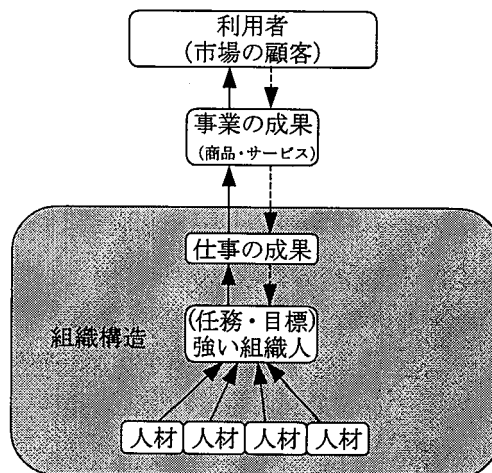 利用者
(市場の顧客)
事業の成果
(商品・サービス)
仕事の成果
(任務・目標)
強い組織人
組織構造
人材 人材 人材 人材